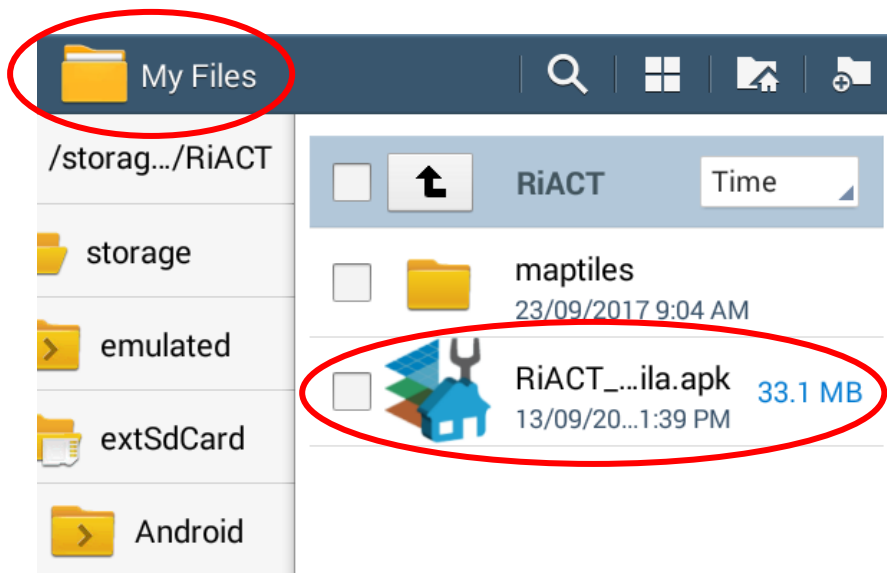 My Files
/storag.../RiACT
storage
emulated
extSdCard
Android
RiACT
Time
maptiles
23/09/2017 9:04 AM
RiACT_...ila.apk
33.1 MB
13/09/20...1:39 PM